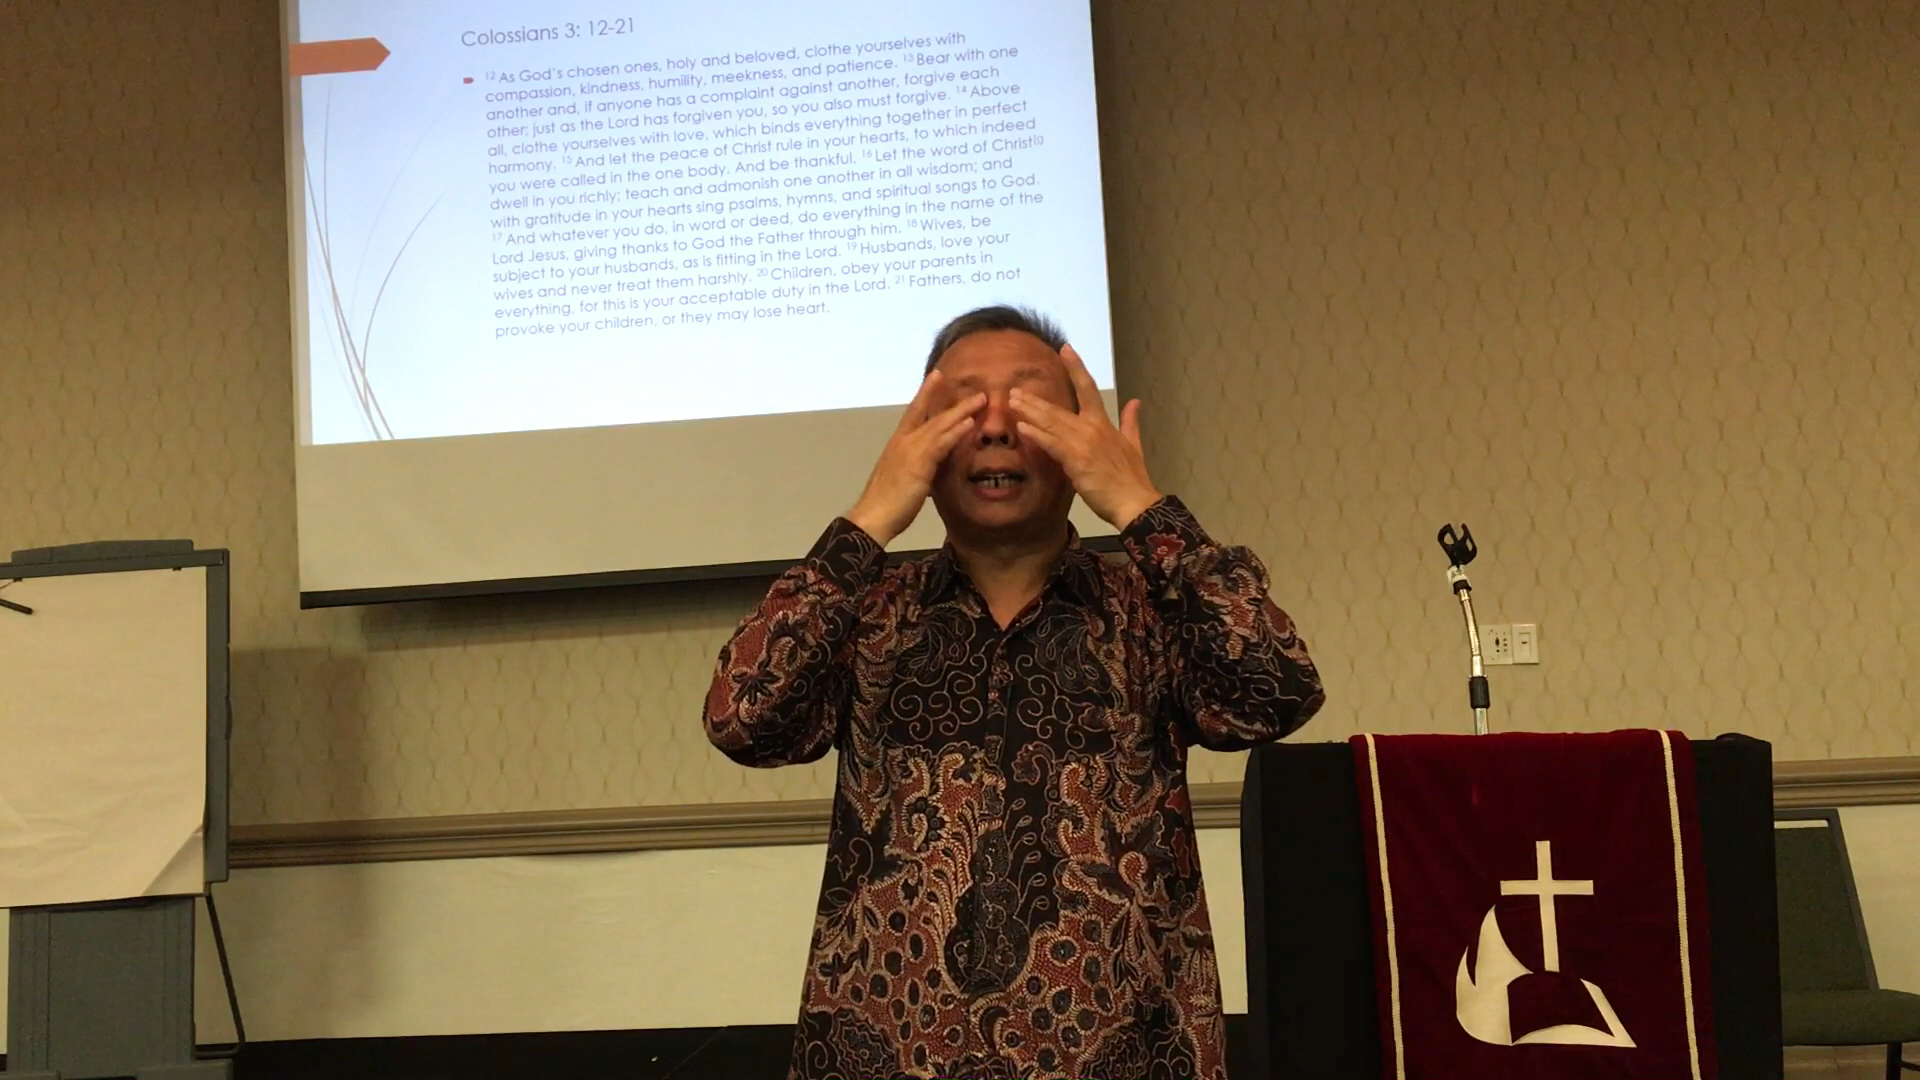 Colossians 3: 12-21
12 As God's chosen ones, holy and beloved, clothe yourselves with
compassion, kindness, humility, meekness, and patience. 13 Bear with one
another and, if anyone has a complaint against another, forgive each
other; just as the Lord has forgiven you, so you also must forgive. 14 Above
all, clothe yourselves with love, which binds everything together in perfect
harmony. 15 And let the peace of Christ rule in your hearts, to which indeed
you were called in the one body. And be thankful. 16 Let the word of Christ[g]
dwell in you richly; teach and admonish one another in all wisdom; and
with gratitude in your hearts sing psalms, hymns, and spiritual songs to God.
17 And whatever you do, in word or deed, do everything in the name of the
Lord Jesus, giving thanks to God the Father through him. 18 Wives, be
subject to your husbands, as is fitting in the Lord. 19 Husbands, love your
wives and never treat them harshly. 20 Children, obey your parents in
everything, for this is your acceptable duty in the Lord. 21 Fathers, do not
provoke your children, or they may lose heart.